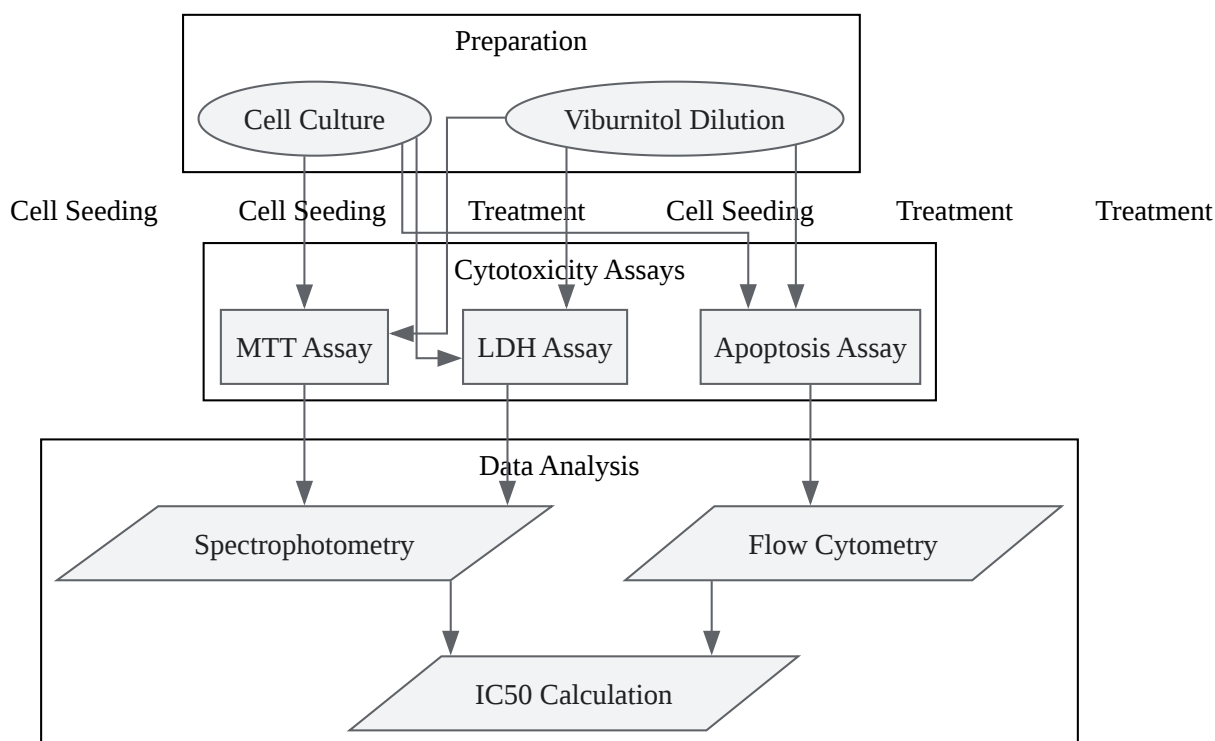 Preparation
Cell Culture
Viburnitol Dilution
Cell Seeding
Cell Seeding
Treatment
Cell Seeding
Treatment
Treatment
Cytotoxicity Assays
MTT Assay
LDH Assay
Apoptosis Assay
Data Analysis
Spectrophotometry
Flow Cytometry
IC50 Calculation